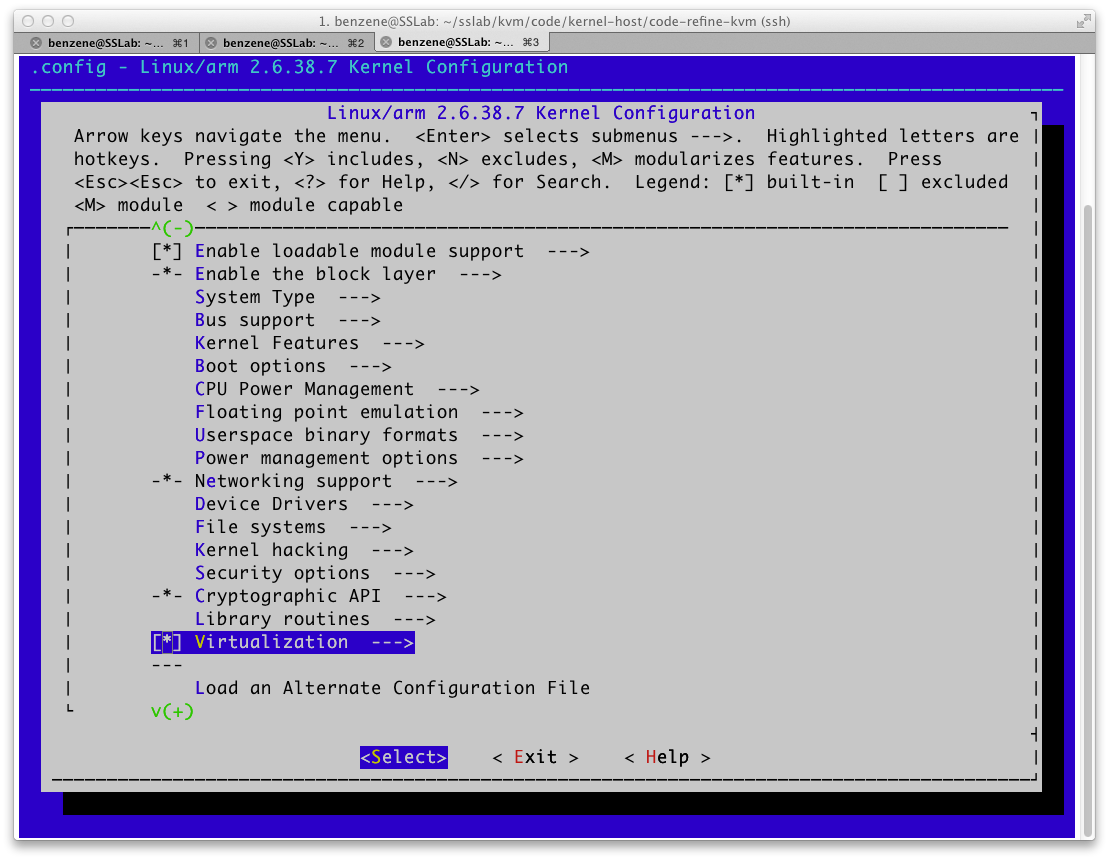 1. benzene@SSLab: ~/sslab/kvm/code/kernel-host/code-refine-kvm (ssh)
benzene@SSLab: ~... ⌘1 benzene@SSLab: ~... ⌘2 benzene@SSLab: ~... ⌘3
.config - Linux/arm 2.6.38.7 Kernel Configuration
Linux/arm 2.6.38.7 Kernel Configuration
Arrow keys navigate the menu. <Enter> selects submenus --->. Highlighted letters are
hotkeys. Pressing <Y> includes, <N> excludes, <M> modularizes features. Press
<Esc><Esc> to exit, <?> for Help, </> for Search. Legend: [*] built-in [ ] excluded
<M> module < > module capable
^(-)
[*] Enable loadable module support --->
-*- Enable the block layer --->
System Type --->
Bus support --->
Kernel Features --->
Boot options --->
CPU Power Management --->
Floating point emulation --->
Userspace binary formats --->
Power management options --->
-*- Networking support --->
Device Drivers --->
File systems --->
Kernel hacking --->
Security options --->
-*- Cryptographic API --->
Library routines --->
[*] Virtualization --->
---
Load an Alternate Configuration File
v(+)
<Select> < Exit > < Help >